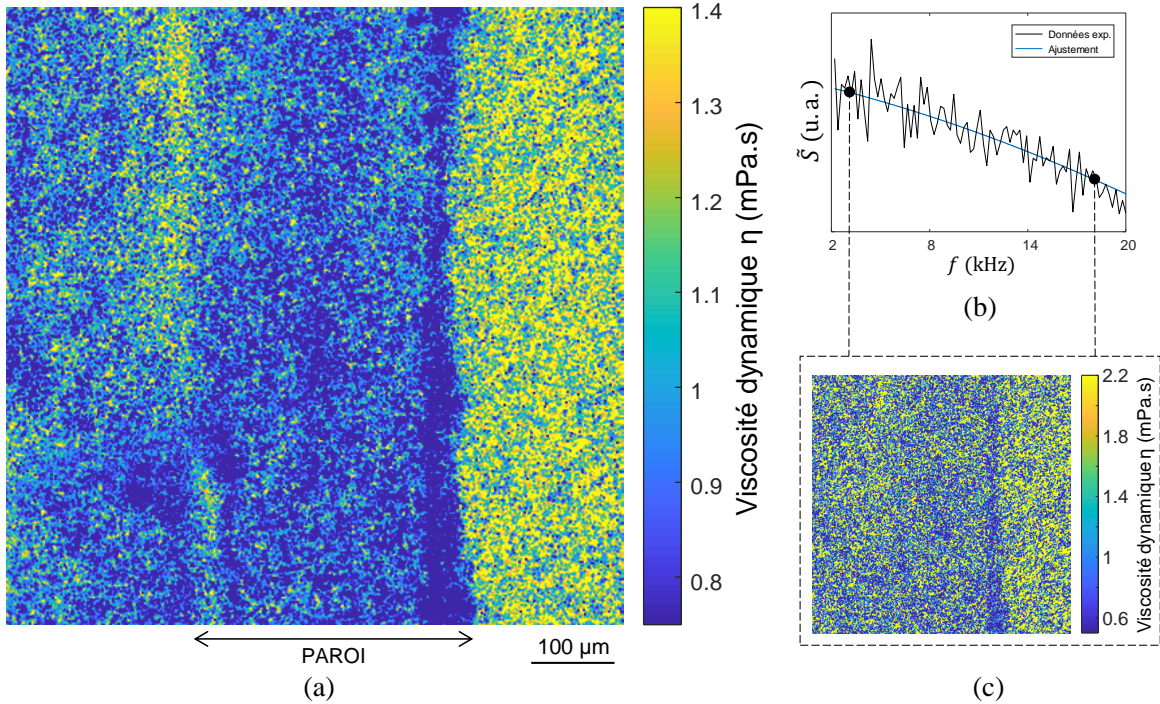 1.4
1.3
1.2
1.1
1
0.9
0.8
Viscosité dynamique η (mPa.s)
PAROI
100 µm
(a)
Données exp.
Ajustement
S̃ (u. a.)
2 8 14 20
f (kHz)
(b)
2.2
1.8
1.4
1
0.6
Viscosité dynamique η (mPa.s)
(c)